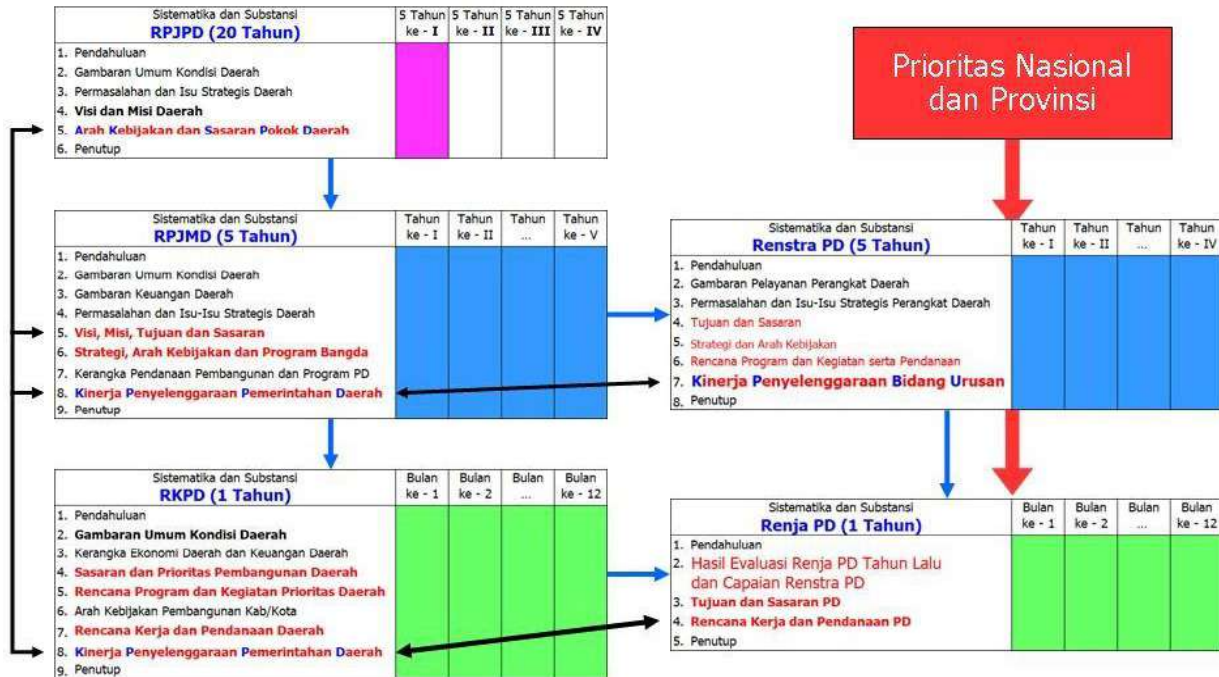 Sistematika dan Substansi
RPJPD (20 Tahun)
5 Tahun ke - I
5 Tahun ke - II
5 Tahun ke - III
5 Tahun ke - IV
1. Pendahuluan
2. Gambaran Umum Kondisi Daerah
3. Permasalahan dan Isu Strategis Daerah
4. Visi dan Misi Daerah
5. Arah Kebijakan dan Sasaran Pokok Daerah
6. Penutup
Prioritas Nasional
dan Provinsi
Sistematika dan Substansi
RPJMD (5 Tahun)
Tahun ke - I
Tahun ke - II
Tahun ...
Tahun ke - V
1. Pendahuluan
2. Gambaran Umum Kondisi Daerah
3. Gambaran Keuangan Daerah
4. Permasalahan dan Isu-Isu Strategis Daerah
5. Visi, Misi, Tujuan dan Sasaran
6. Strategi, Arah Kebijakan dan Program Bangda
7. Kerangka Pendanaan Pembangunan dan Program PD
8. Kinerja Penyelenggaraan Pemerintahan Daerah
9. Penutup
Sistematika dan Substansi
Renstra PD (5 Tahun)
Tahun ke - I
Tahun ke - II
Tahun ...
Tahun ke - IV
1. Pendahuluan
2. Gambaran Pelayanan Perangkat Daerah
3. Permasalahan dan Isu-Isu Strategis Perangkat Daerah
4. Tujuan dan Sasaran
5. Strategi dan Arah Kebijakan
6. Rencana Program dan Kegiatan serta Pendanaan
7. Kinerja Penyelenggaraan Bidang Urusan
8. Penutup
Sistematika dan Substansi
RKPD (1 Tahun)
Bulan ke - 1
Bulan ke - 2
Bulan ...
Bulan ke - 12
1. Pendahuluan
2. Gambaran Umum Kondisi Daerah
3. Kerangka Ekonomi Daerah dan Keuangan Daerah
4. Sasaran dan Prioritas Pembangunan Daerah
5. Rencana Program dan Kegiatan Prioritas Daerah
6. Arah Kebijakan Pembangunan Kab/Kota
7. Rencana Kerja dan Pendanaan Daerah
8. Kinerja Penyelenggaraan Pemerintahan Daerah
9. Penutup
Sistematika dan Substansi
Renja PD (1 Tahun)
Bulan ke - 1
Bulan ke - 2
Bulan ...
Bulan ke - 12
1. Pendahuluan
2. Hasil Evaluasi Renja PD Tahun Lalu
dan Capaian Renstra PD
3. Tujuan dan Sasaran PD
4. Rencana Kerja dan Pendanaan PD
5. Penutup